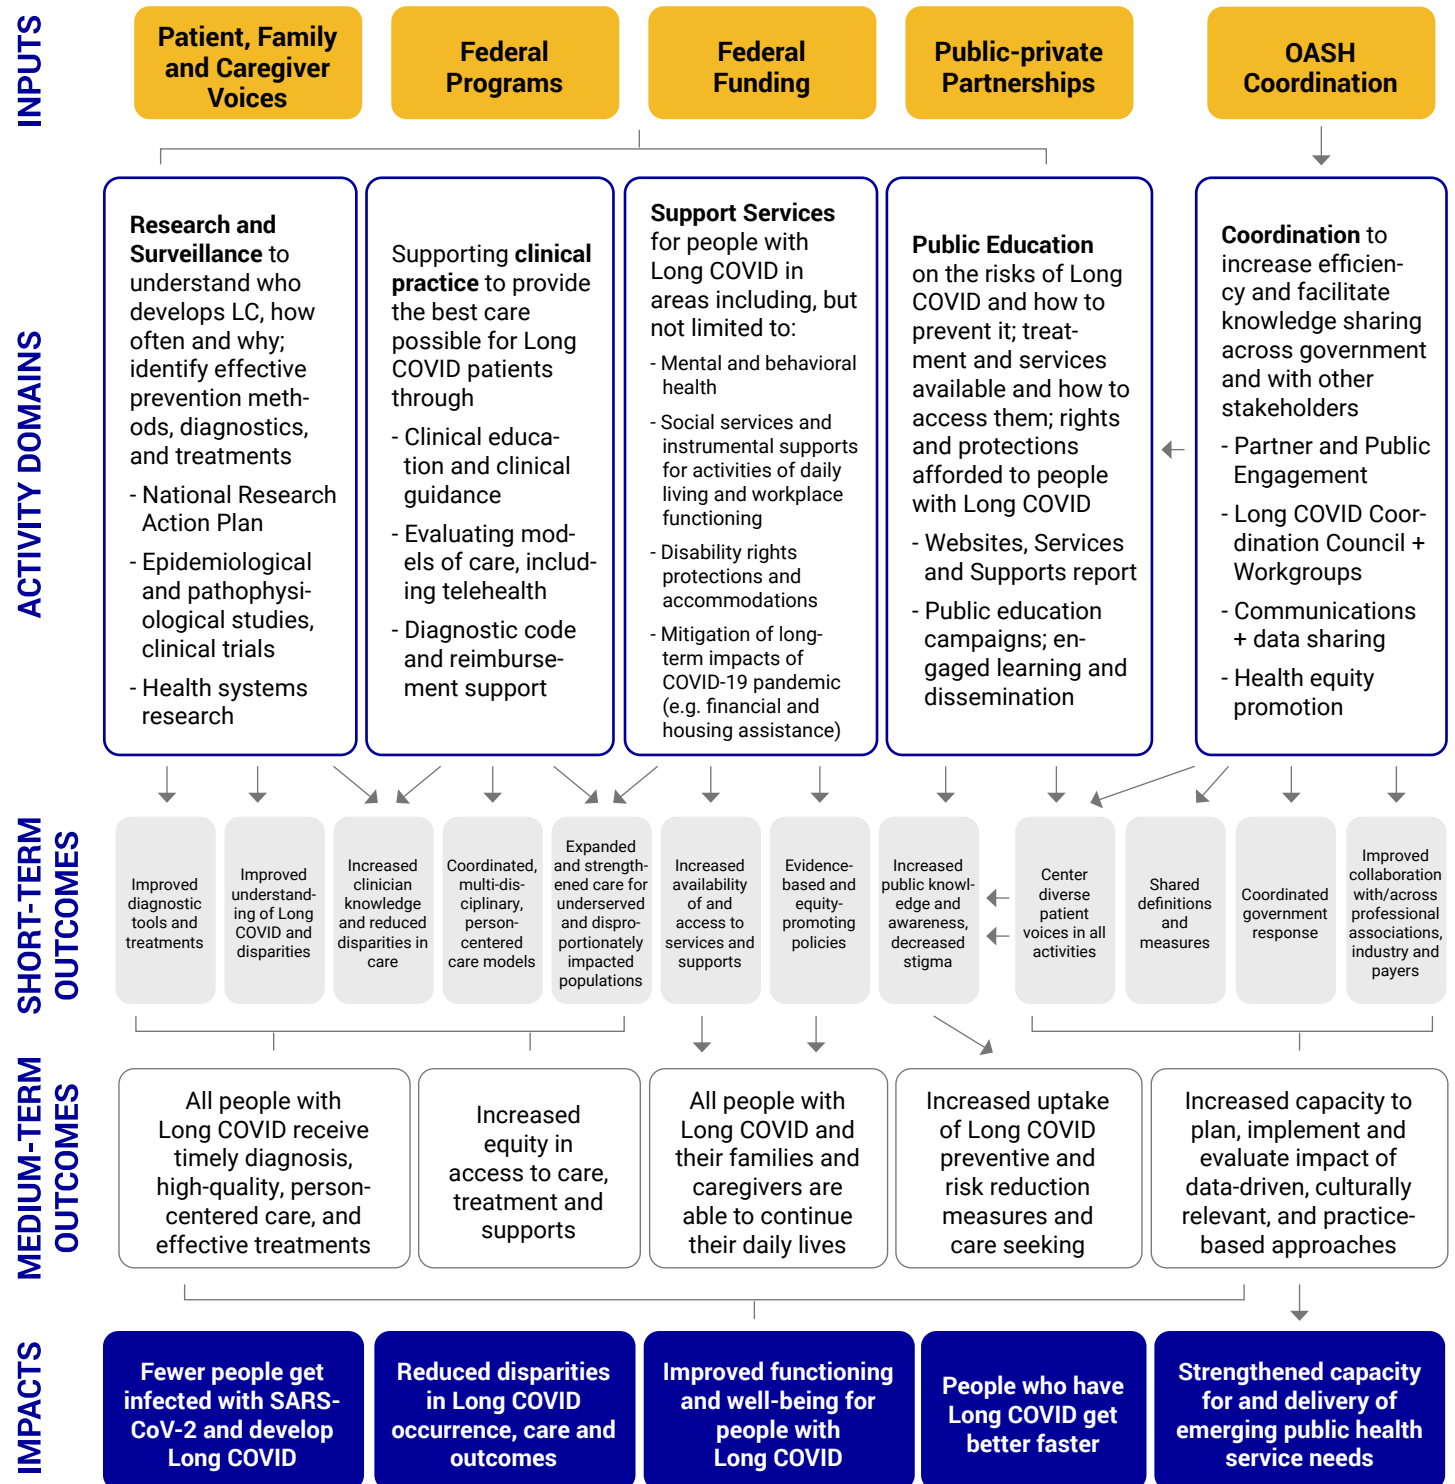 INPUTS
Patient, Family
and Caregiver
Voices
Federal
Programs
Federal
Funding
Public-private
Partnerships
OASH
Coordination
ACTIVITY DOMAINS
Research and
Surveillance to
understand who
develops LC, how
often and why;
identify effective
prevention meth-
ods, diagnostics,
and treatments
- National Research
Action Plan
- Epidemiological
and pathophysi-
ological studies,
clinical trials
- Health systems
research
Supporting clinical
practice to provide
the best care
possible for Long
COVID patients
through
- Clinical educa-
tion and clinical
guidance
- Evaluating mod-
els of care, includ-
ing telehealth
- Diagnostic code
and reimburse-
ment support
Support Services
for people with
Long COVID in
areas including, but
not limited to:
- Mental and behavioral
health
- Social services and
instrumental supports
for activities of daily
living and workplace
functioning
- Disability rights
protections and
accommodations
- Mitigation of long-
term impacts of
COVID-19 pandemic
(e.g. financial and
housing assistance)
Public Education
on the risks of Long
COVID and how to
prevent it; treat-
ment and services
available and how to
access them; rights
and protections
afforded to people
with Long COVID
- Websites, Services
and Supports report
- Public education
campaigns; en-
gaged learning and
dissemination
Coordination to
increase efficien-
cy and facilitate
knowledge sharing
across government
and with other
stakeholders
- Partner and Public
Engagement
- Long COVID Coor-
dination Council +
Workgroups
- Communications
+ data sharing
- Health equity
promotion
SHORT-TERM
OUTCOMES
Improved
diagnostic
tools and
treatments
Improved
understand-
ing of Long
COVID and
disparities
Increased
clinician
knowledge
and reduced
disparities in
care
Coordinated,
multi-dis-
ciplinary,
person-
centered
care models
Expanded
and strength-
ened care for
underserved
and dispro-
portionately
impacted
populations
Increased
availability
of and
access to
services and
supports
Evidence-
based and
equity-
promoting
policies
Increased
public knowl-
edge and
awareness,
decreased
stigma
Center
diverse
patient
voices in all
activities
Shared
definitions
and
measures
Coordinated
government
response
Improved
collaboration
with/across
professional
associations,
industry and
payers
MEDIUM-TERM
OUTCOMES
All people with
Long COVID receive
timely diagnosis,
high-quality, person-
centered care, and
effective treatments
Increased
equity in
access to care,
treatment and
supports
All people with
Long COVID and
their families and
caregivers are
able to continue
their daily lives
Increased uptake
of Long COVID
preventive and
risk reduction
measures and
care seeking
Increased capacity to
plan, implement and
evaluate impact of
data-driven, culturally
relevant, and practice-
based approaches
IMPACTS
Fewer people get
infected with SARS-
CoV-2 and develop
Long COVID
Reduced disparities
in Long COVID
occurrence, care and
outcomes
Improved functioning
and well-being for
people with
Long COVID
People who have
Long COVID get
better faster
Strengthened capacity
for and delivery of
emerging public health
service needs